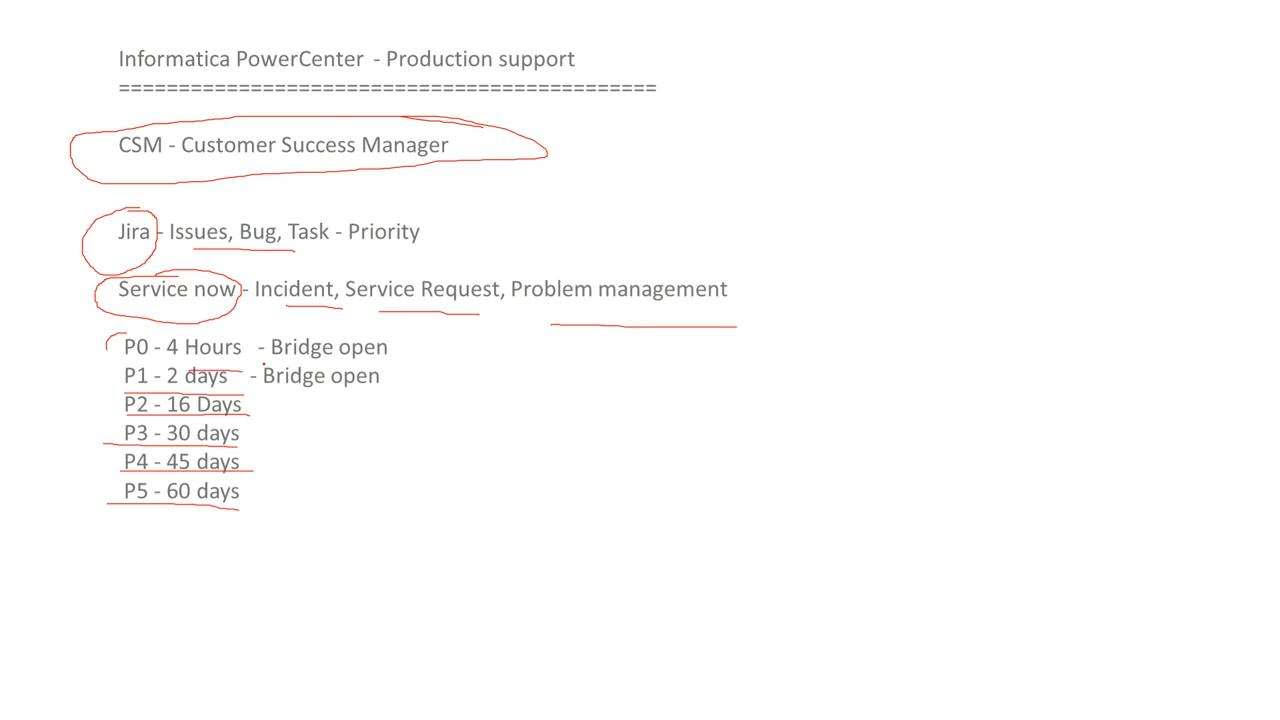 Informatica PowerCenter - Production support
=============================================
CSM - Customer Success Manager
Jira - Issues, Bug, Task - Priority
Service now - Incident, Service Request, Problem management
P0 - 4 Hours - Bridge open
P1 - 2 days - Bridge open
P2 - 16 Days
P3 - 30 days
P4 - 45 days
P5 - 60 days